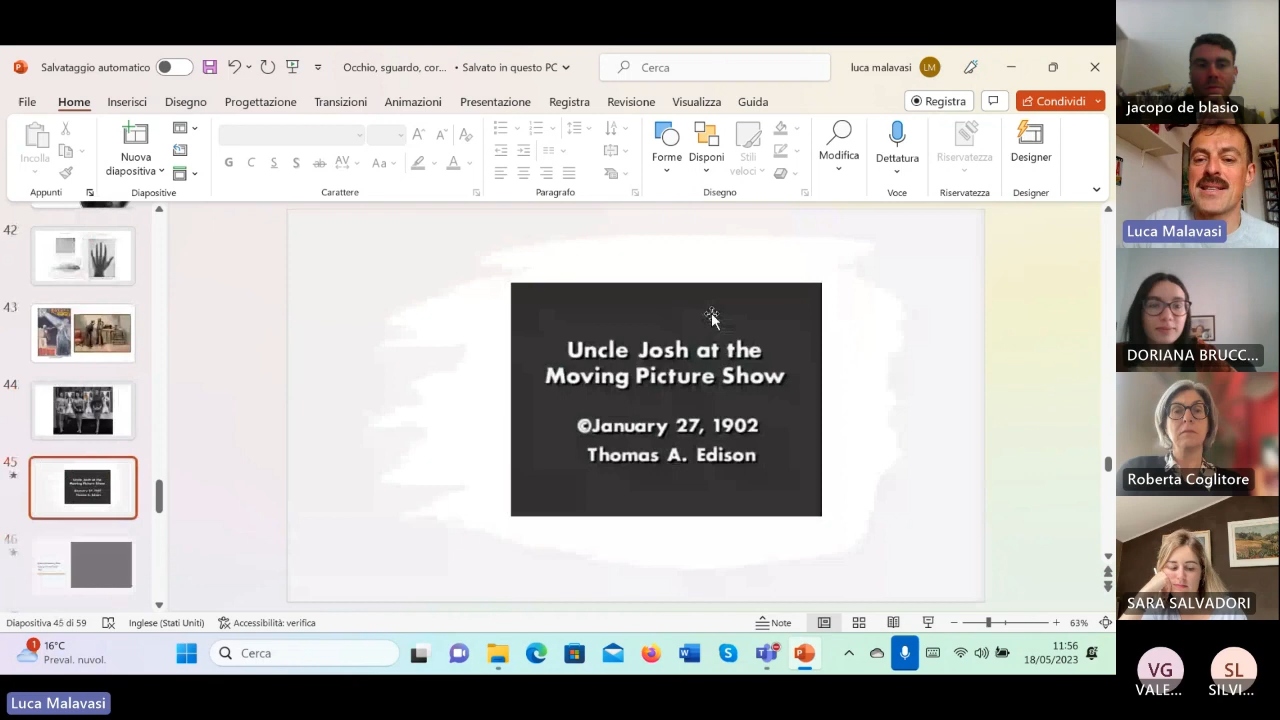 Salvataggio automatico
Occhio, sguardo, cor... • Salvato in questo PC
Cerca
luca malavasi
LM
File
Home
Inserisci
Disegno
Progettazione
Transizioni
Animazioni
Presentazione
Registra
Revisione
Visualizza
Guida
Registra
Condividi
Incolla
Nuova
diapositiva
G C S S ab AV Aa A
Forme
Disponi
Stili
veloci
Modifica
Dettatura
Riservatezza
Designer
Appunti
Diapositive
Carattere
Paragrafo
Disegno
Voce
Riservatezza
Designer
42
43
44
45
46
Uncle Josh at the
Moving Picture Show
©January 27, 1902
Thomas A. Edison
Diapositiva 45 di 59
Inglese (Stati Uniti)
Accessibilità: verifica
Note
63%
1
16°C
Preval. nuvol
Cerca
11:56
18/05/2023
Luca Malavasi
jacopo de blasio
Luca Malavasi
DORIANA BRUCC...
Roberta Coglitore
SARA SALVADORI
VG
VALE...
SL
SILVI...